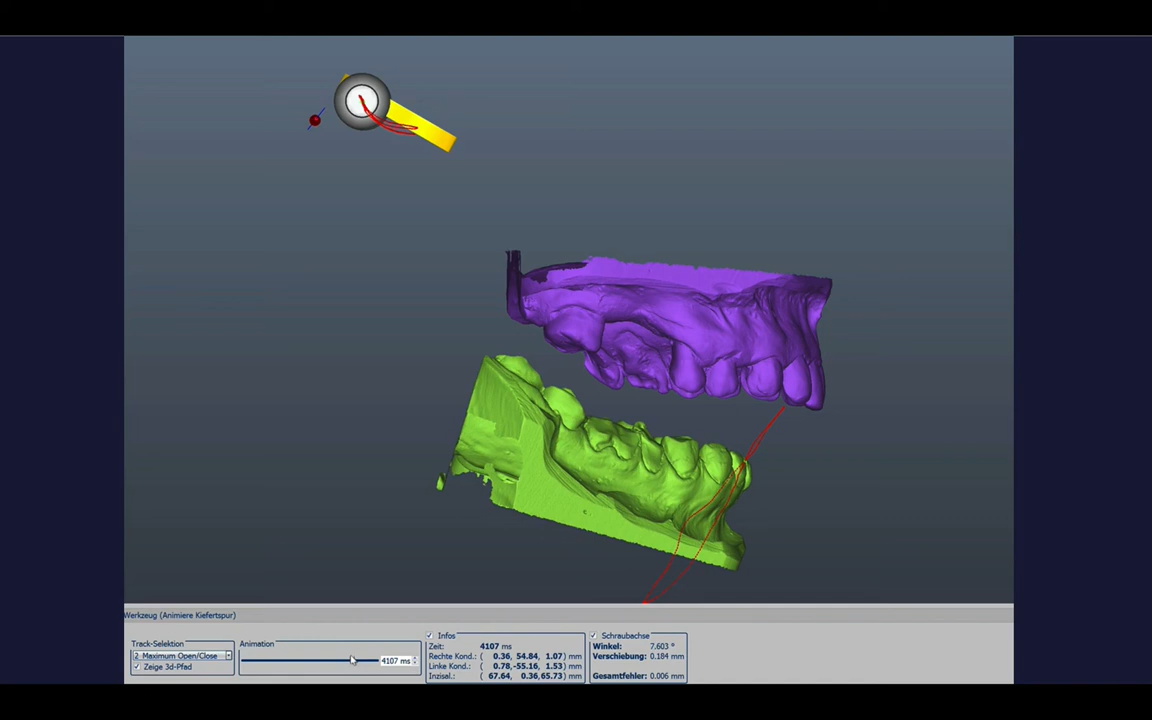 Werkzeug (Animiere Kiefertspur)
Track-Selektion
2 Maximum Open/Close
Zeige 3d-Pfad
Animation
4107 ms
Infos
Zeit: 4107 ms
Rechte Kond.: ( 0.36, 54.84, 1.07) mm
Linke Kond.: ( 0.78,-55.16, 1.53) mm
Inzisal.: ( 67.64, 0.36,65.73) mm
Schraubachse
Winkel: 7.603 °
Verschiebung: 0.184 mm
Gesamtfehler: 0.006 mm